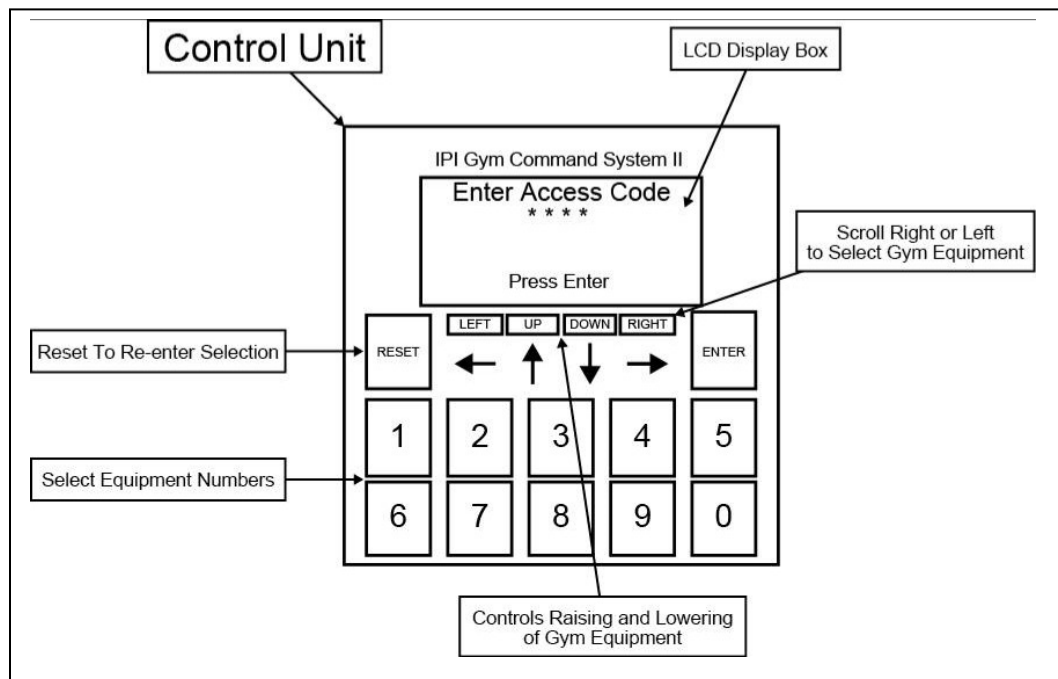 Control Unit
LCD Display Box
IPI Gym Command System II
Enter Access Code
* * * *
Press Enter
Scroll Right or Left
to Select Gym Equipment
LEFT UP DOWN RIGHT
Reset To Re-enter Selection
RESET
ENTER
1 2 3 4 5
Select Equipment Numbers
6 7 8 9 0
Controls Raising and Lowering
of Gym Equipment